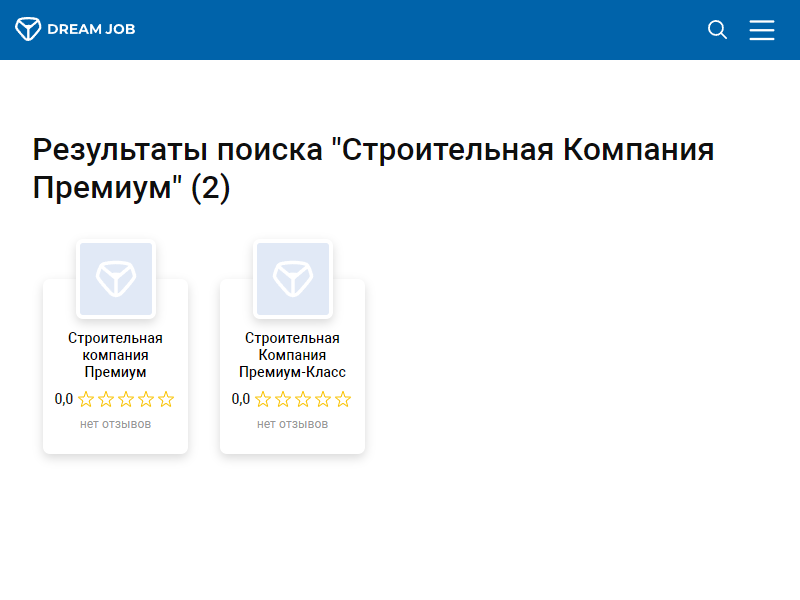 DREAM JOB
Результаты поиска "Строительная Компания
Премиум" (2)
Строительная
компания
Премиум
0,0
нет отзывов
Строительная
Компания
Премиум-Класс
0,0
нет отзывов